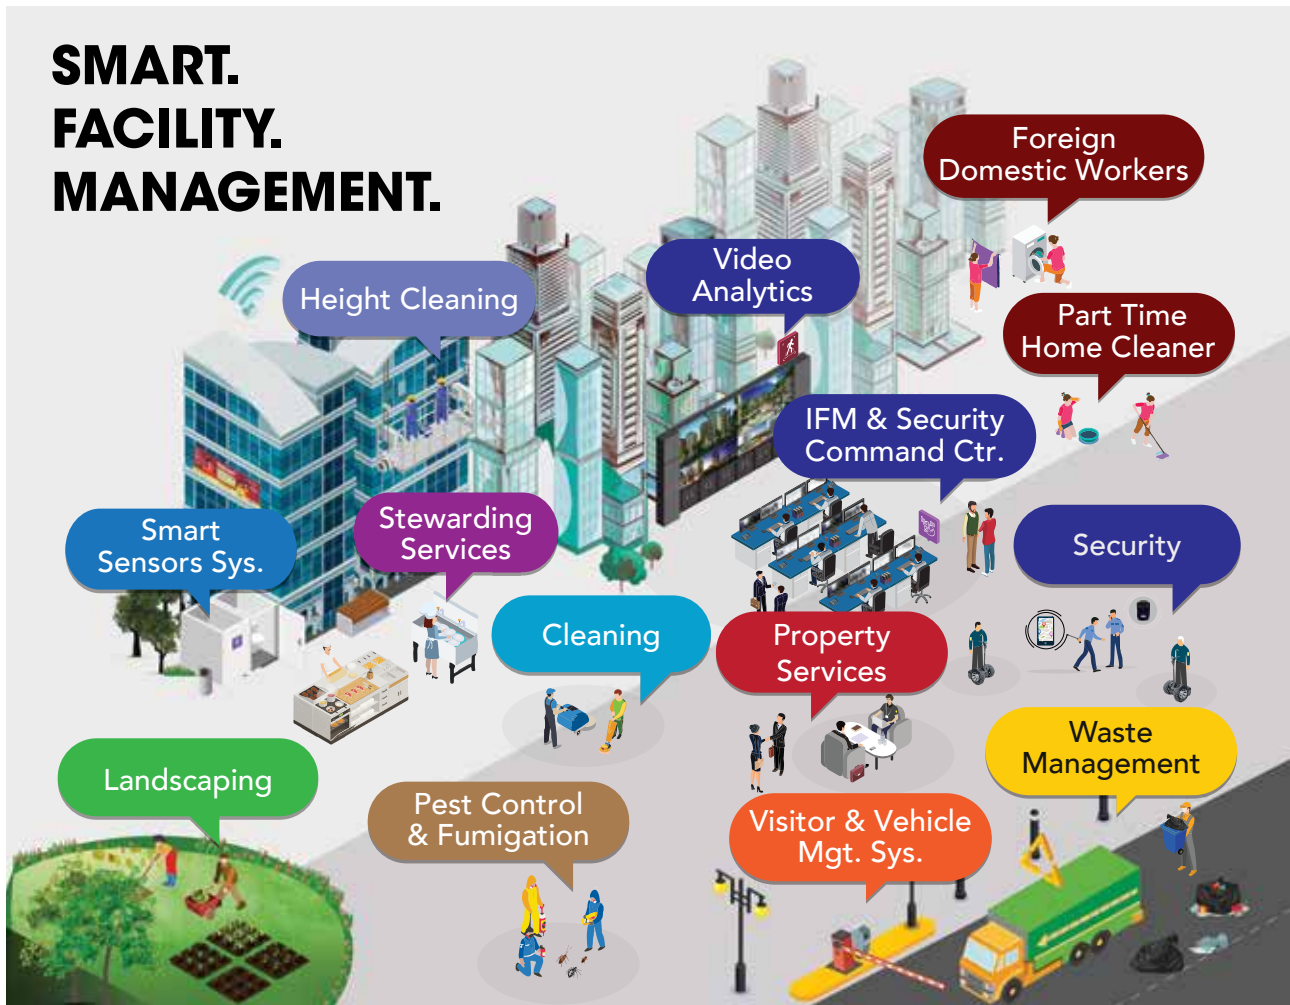 SMART.
FACILITY.
MANAGEMENT.
Foreign
Domestic Workers
Video
Analytics
Height Cleaning
Part Time
Home Cleaner
IFM & Security
Command Ctr.
Stewarding
Services
Smart
Sensors Sys.
Security
Cleaning
Property
Services
Waste
Management
Landscaping
Pest Control
& Fumigation
Visitor & Vehicle
Mgt. Sys.